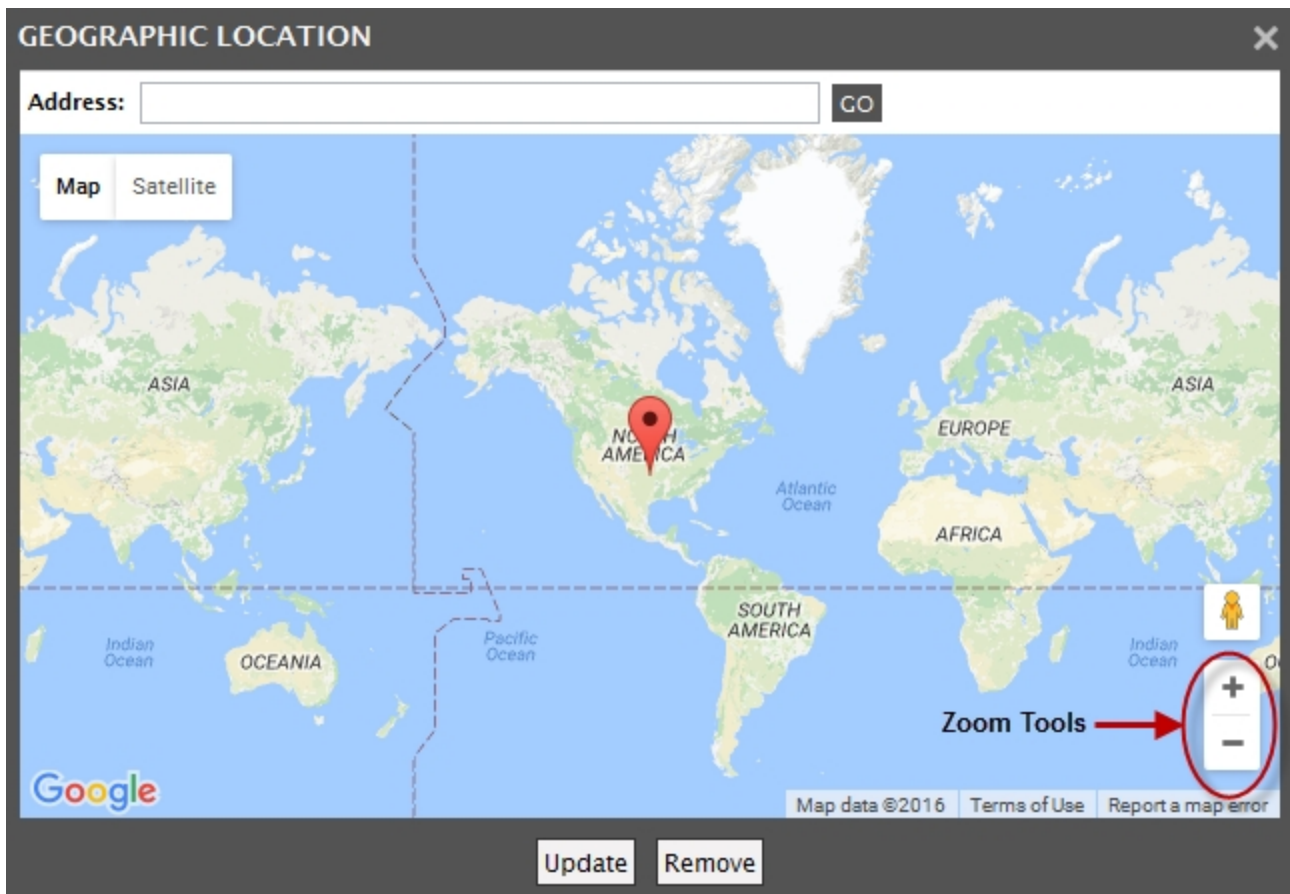 GEOGRAPHIC LOCATION
Address:
GO
Map Satellite
ASIA
ASIA
NORTH
AMERICA
EUROPE
Atlantic
Ocean
AFRICA
SOUTH
AMERICA
Indian
Ocean
OCEANIA
Pacific
Ocean
Indian
Ocean
O
Zoom Tools
Google
Map data ©2016 Terms of Use Report a map error
Update Remove